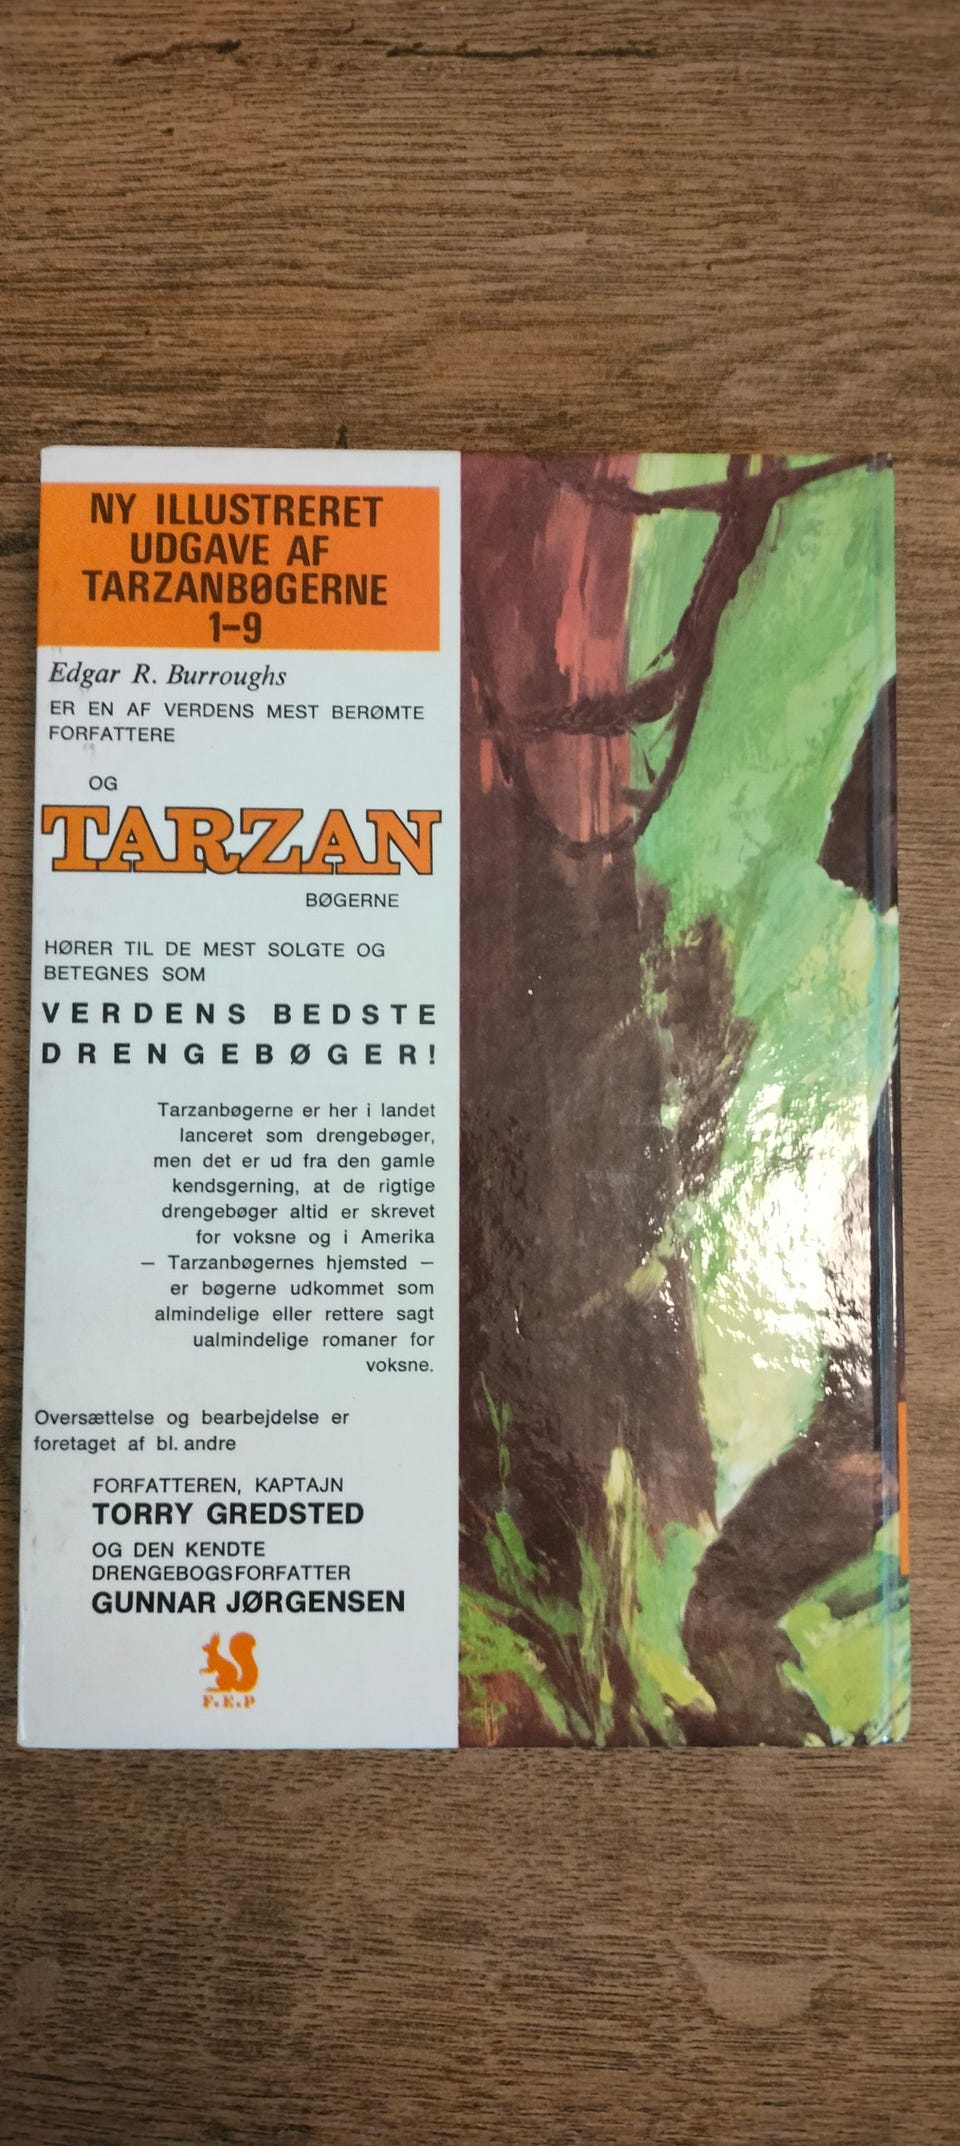 NY ILLUSTRERET
UDGAVE AF
TARZANBØGERNE
1-9
Edgar R. Burroughs
ER EN AF VERDENS MEST BERØMTE
FORFATTERE
OG
TARZAN
BØGERNE
HØRER TIL DE MEST SOLGTE OG
BETEGNES SOM
VERDENS BEDSTE
DRENGEBØGER!
Tarzanbøgerne er her i landet
lanceret som drengebøger,
men det er ud fra den gamle
kendsgerning, at de rigtige
drengebøger altid er skrevet
for voksne og i Amerika
— Tarzanbøgernes hjemsted —
er bøgerne udkommet som
almindelige eller rettere sagt
ualmindelige romaner for
voksne.
Oversættelse og bearbejdelse er
foretaget af bl. andre
FORFATTEREN, KAPTAJN
TORRY GREDSTED
OG DEN KENDTE
DRENGEBOGSFORFATTER
GUNNAR JØRGENSEN
F.E.P